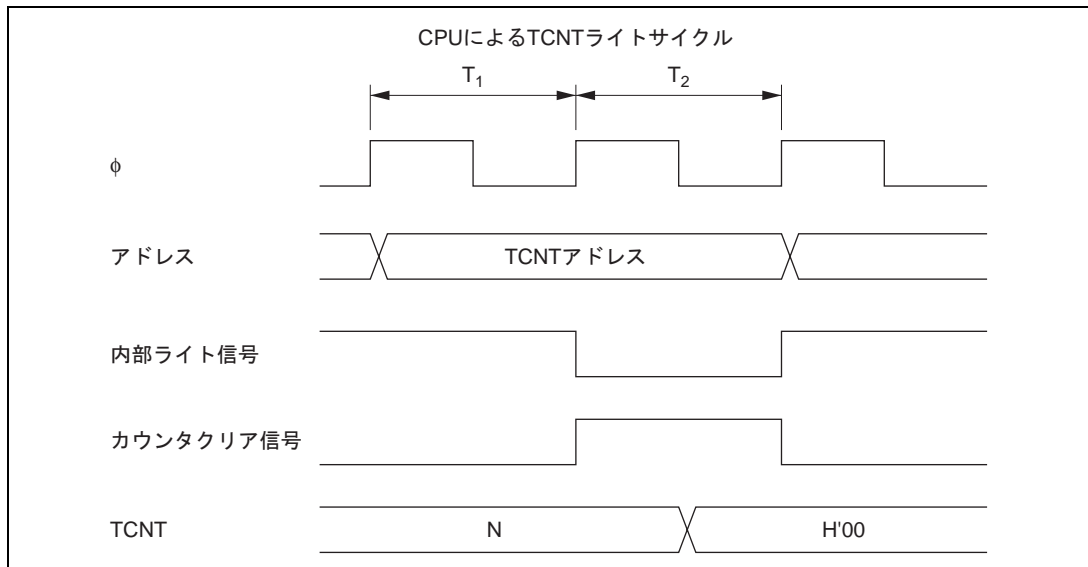 CPUによるTCNTライトサイクル
T₁ T₂
φ
アドレス TCNTアドレス
内部ライト信号
カウンタクリア信号
TCNT N H'00